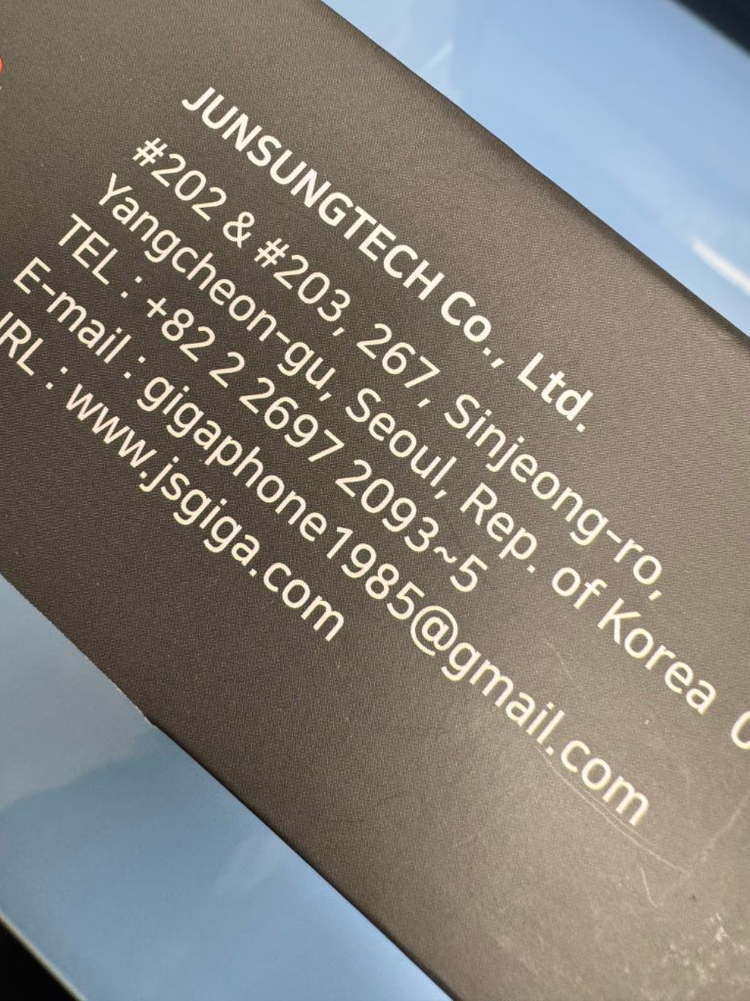 JUNSUNGTECH Co., Ltd.
#202 & #203, 267, Sinjeong-ro,
Yangcheon-gu, Seoul, Rep. of Korea
TEL : +82 2 2697 2093~5
E-mail : gigaphone1985@gmail.com
URL : www.jsgiga.com